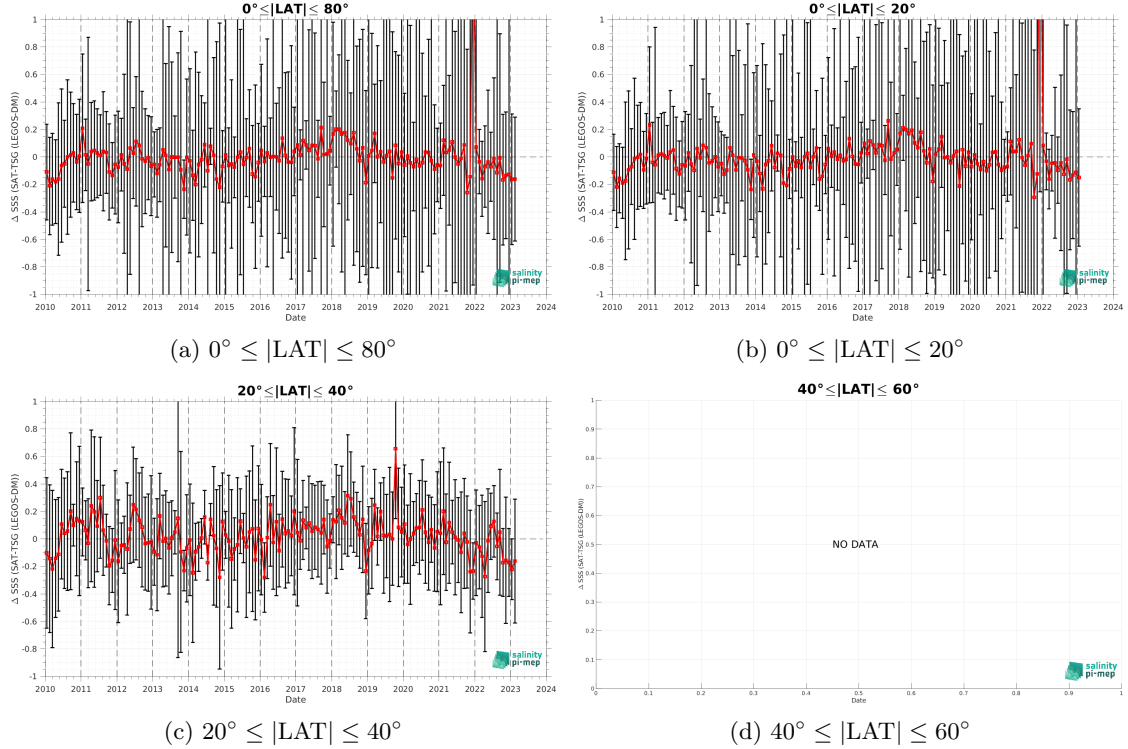 0°≤|LAT|≤ 80°
Δ SSS (SAT-TSG (LEGOS-DM))
1
0.8
0.6
0.4
0.2
0
-0.2
-0.4
-0.6
-0.8
-1
2010 2011 2012 2013 2014 2015 2016 2017 2018 2019 2020 2021 2022 2023 2024
Date
salinity
pi-mep
(a) 0° ≤ |LAT| ≤ 80°
0°≤|LAT|≤ 20°
Δ SSS (SAT-TSG (LEGOS-DM))
1
0.8
0.6
0.4
0.2
0
-0.2
-0.4
-0.6
-0.8
-1
2010 2011 2012 2013 2014 2015 2016 2017 2018 2019 2020 2021 2022 2023 2024
Date
salinity
pi-mep
(b) 0° ≤ |LAT| ≤ 20°
20°≤|LAT|≤ 40°
Δ SSS (SAT-TSG (LEGOS-DM))
1
0.8
0.6
0.4
0.2
0
-0.2
-0.4
-0.6
-0.8
-1
2010 2011 2012 2013 2014 2015 2016 2017 2018 2019 2020 2021 2022 2023 2024
Date
salinity
pi-mep
(c) 20° ≤ |LAT| ≤ 40°
40°≤|LAT|≤ 60°
Δ SSS (SAT-TSG (LEGOS-DM))
1
0.9
0.8
0.7
0.6
0.5
0.4
0.3
0.2
0.1
0
NO DATA
0 0.1 0.2 0.3 0.4 0.5 0.6 0.7 0.8 0.9 1
Date
salinity
pi-mep
(d) 40° ≤ |LAT| ≤ 60°